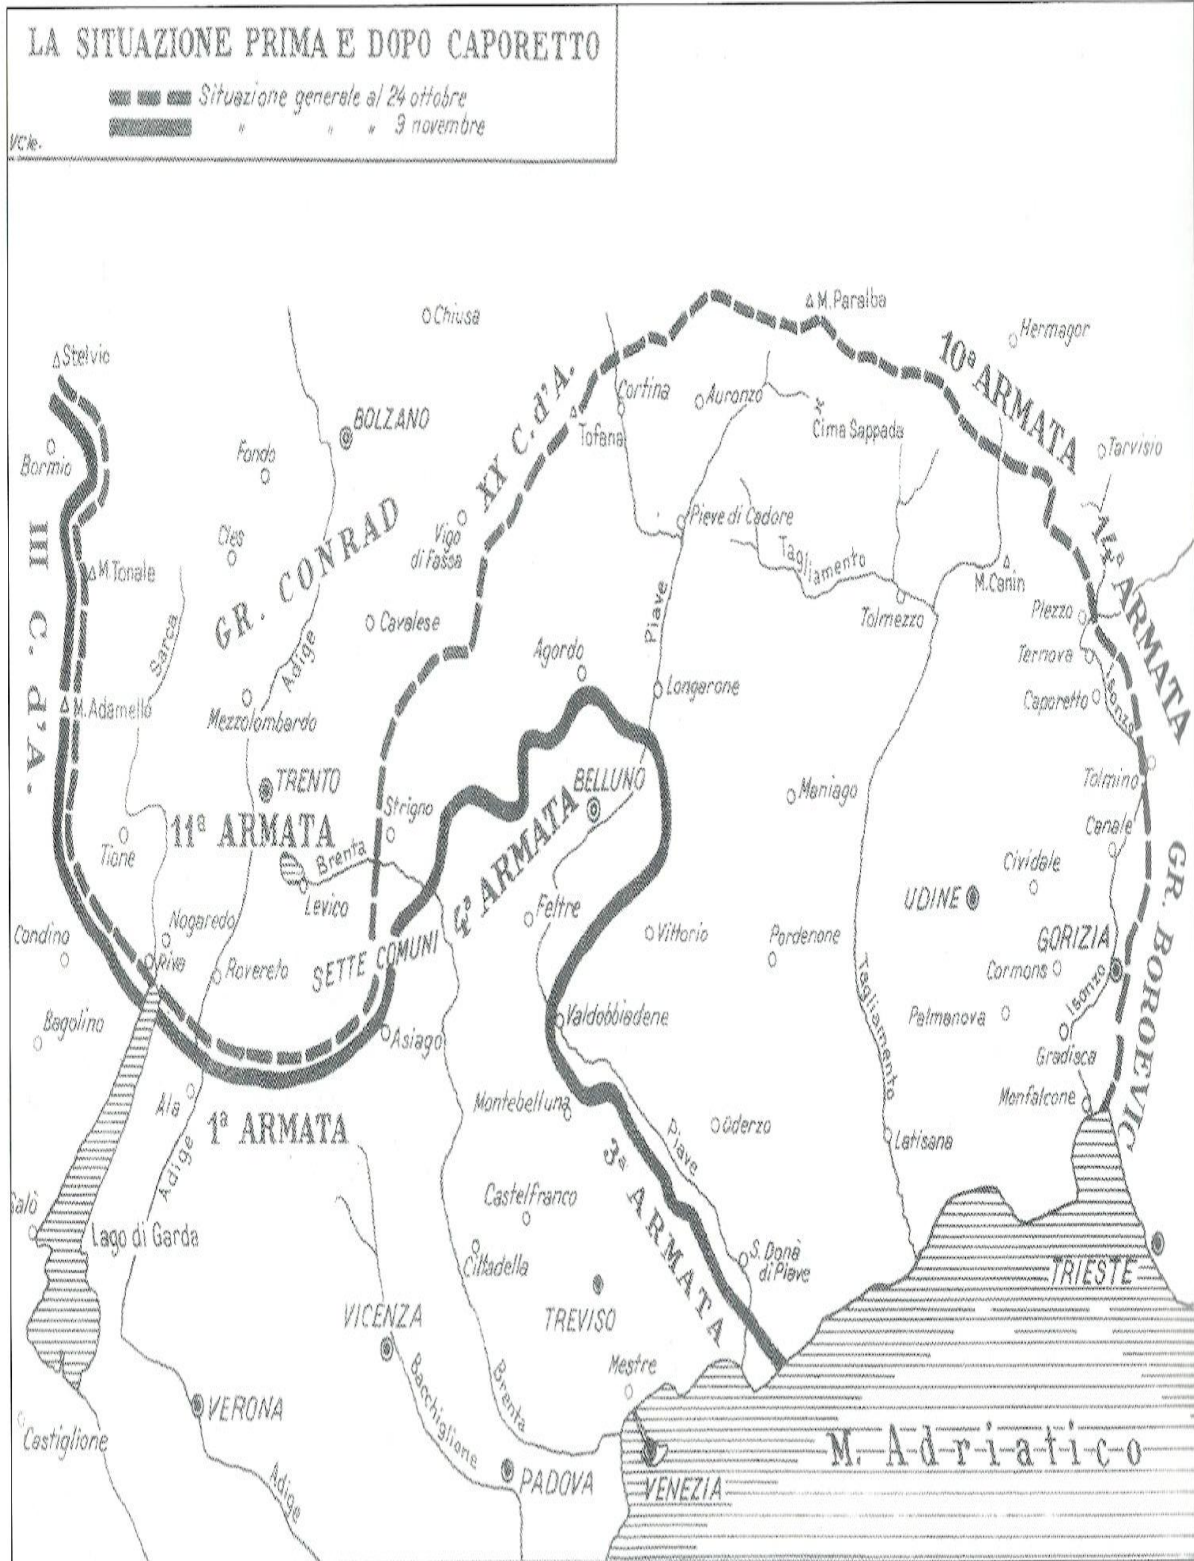 LA SITUAZIONE PRIMA E DOPO CAPORETTO
Situazione generale al 24 ottobre
" " " 9 novembre
Chiusa
M. Paralba
Hermagor
Stelvio
10ª ARMATA
Cortina
Auronzo
BOLZANO
XX C. d'A.
Tofana
Cima Sappada
Tarvisio
Bormio
Fondo
Pieve di Cadore
14ª ARMATA
Vigo
di Fassa
III C. d'A.
Cles
GR. CONRAD
M. Tonale
Tagliamento
M. Canin
Tolmezzo
Plezzo
Sarca
Cavalese
Piave
Ternova
Adige
Agordo
Longarone
Isonzo
Caporetto
M. Adamello
Mezzolombardo
TRENTO
BELLUNO
Maniago
Tolmino
Strigno
Canale
11ª ARMATA
4ª ARMATA
Tione
Brenta
Cividale
GR. BOROEVIC
Levico
UDINE
Feltre
Nogaredo
Condino
Vittorio
Pordenone
GORIZIA
SETTE COMUNI
Riva
Rovereto
Cormons
Isonzo
Tagliamento
Palmanova
Bagolino
Valdobbiadene
Asiago
Gradisca
Ala
Montebelluna
Monfalcone
1ª ARMATA
Oderzo
Piave
Latisana
Adige
3ª ARMATA
Castelfranco
Salò
Lago di Garda
Cittadella
S. Donà
di Piave
TRIESTE
VICENZA
TREVISO
Mestre
Bacchiglione
Brenta
VERONA
Castiglione
M. Adriatico
PADOVA
VENEZIA
Adige